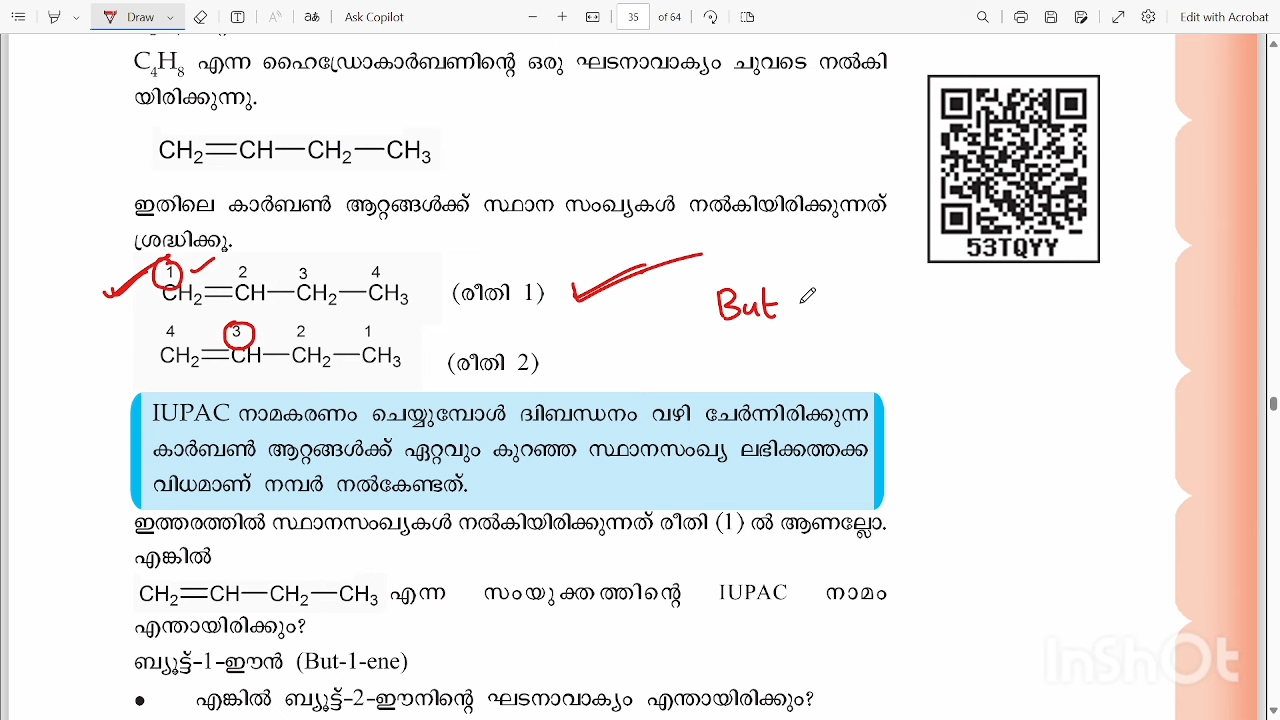 Draw
ab
Ask Copilot
35
of 64
Edit with Acrobat
C4H8 എന്ന ഹൈഡ്രോകാർബണിന്റെ ഒരു ഘടനാവാക്യം ചുവടെ നൽകി
യിരിക്കുന്നു.
CH2=CH—CH2—CH3
53TQYY
ഇതിലെ കാർബൺ ആറ്റങ്ങൾക്ക് സ്ഥാന സംഖ്യകൾ നൽകിയിരിക്കുന്നത്
ശ്രദ്ധിക്കൂ.
1 2 3 4
CH2=CH—CH2—CH3 (രീതി 1)
But
4 3 2 1
CH2=CH—CH2—CH3 (രീതി 2)
IUPAC നാമകരണം ചെയ്യുമ്പോൾ ദ്വിബന്ധനം വഴി ചേർന്നിരിക്കുന്ന
കാർബൺ ആറ്റങ്ങൾക്ക് ഏറ്റവും കുറഞ്ഞ സ്ഥാനസംഖ്യ ലഭിക്കത്തക്ക
വിധമാണ് നമ്പർ നൽകേണ്ടത്.
ഇത്തരത്തിൽ സ്ഥാനസംഖ്യകൾ നൽകിയിരിക്കുന്നത് രീതി (1) ൽ ആണല്ലോ.
എങ്കിൽ
CH2=CH—CH2—CH3 എന്ന സംയുക്തത്തിന്റെ IUPAC നാമം
എന്തായിരിക്കും?
ബ്യൂട്ട്-1-ഈൻ (But-1-ene)
• എങ്കിൽ ബ്യൂട്ട്-2-ഈനിന്റെ ഘടനാവാക്യം എന്തായിരിക്കും?
InShOt